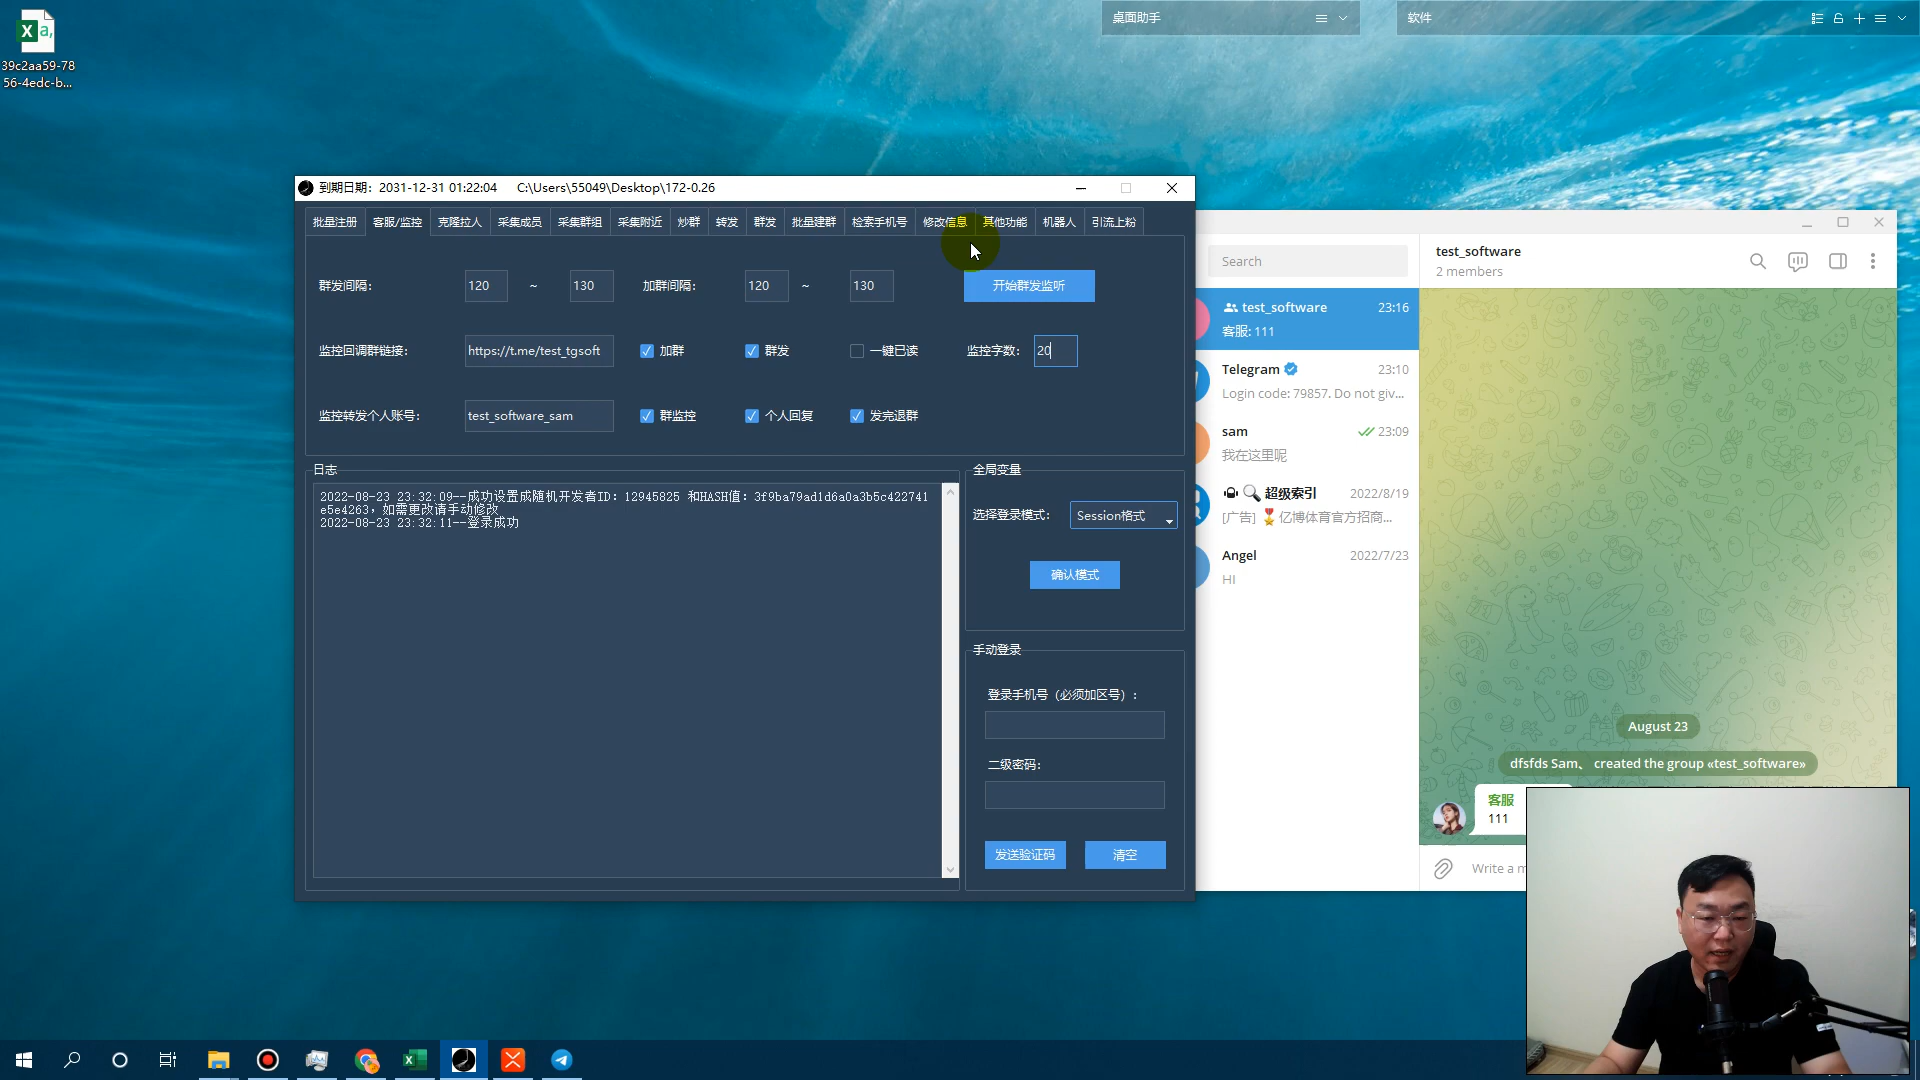 39c2aa59-78
56-4edc-b...
桌面助手
软件
到期日期：2031-12-31 01:22:04 C:\Users\55049\Desktop\172-0.26
批量注册 客服/监控 克隆拉人 采集成员 采集群组 采集附近 炒群 转发 群发 批量建群 检索手机号 修改信息 其他功能 机器人 引流上粉
群发间隔： 120 ~ 130 加群间隔： 120 ~ 130 开始群发监听
监控回调群链接： https://t.me/test_tgsoft 加群 群发 一键已读 监控字数： 20
监控转发个人账号： test_software_sam 群监控 个人回复 发完退群
日志
2022-08-23 23:32:09--成功设置成随机开发者ID：12945825 和HASH值：3f9ba79ad1d6a0a3b5c422741
e5e4263，如需更改请手动修改
2022-08-23 23:32:11--登录成功
全局变量
选择登录模式： Session格式
确认模式
手动登录
登录手机号（必须加区号）:
二级密码：
发送验证码 清空
Search
test_software 23:16
客服: 111
Telegram 23:10
Login code: 79857. Do not giv...
sam 23:09
我在这里呢
超级索引 2022/8/19
[广告] 亿博体育官方招商...
Angel 2022/7/23
HI
test_software
2 members
August 23
dfsfds Sam、 created the group «test_software»
客服
111
Write a m